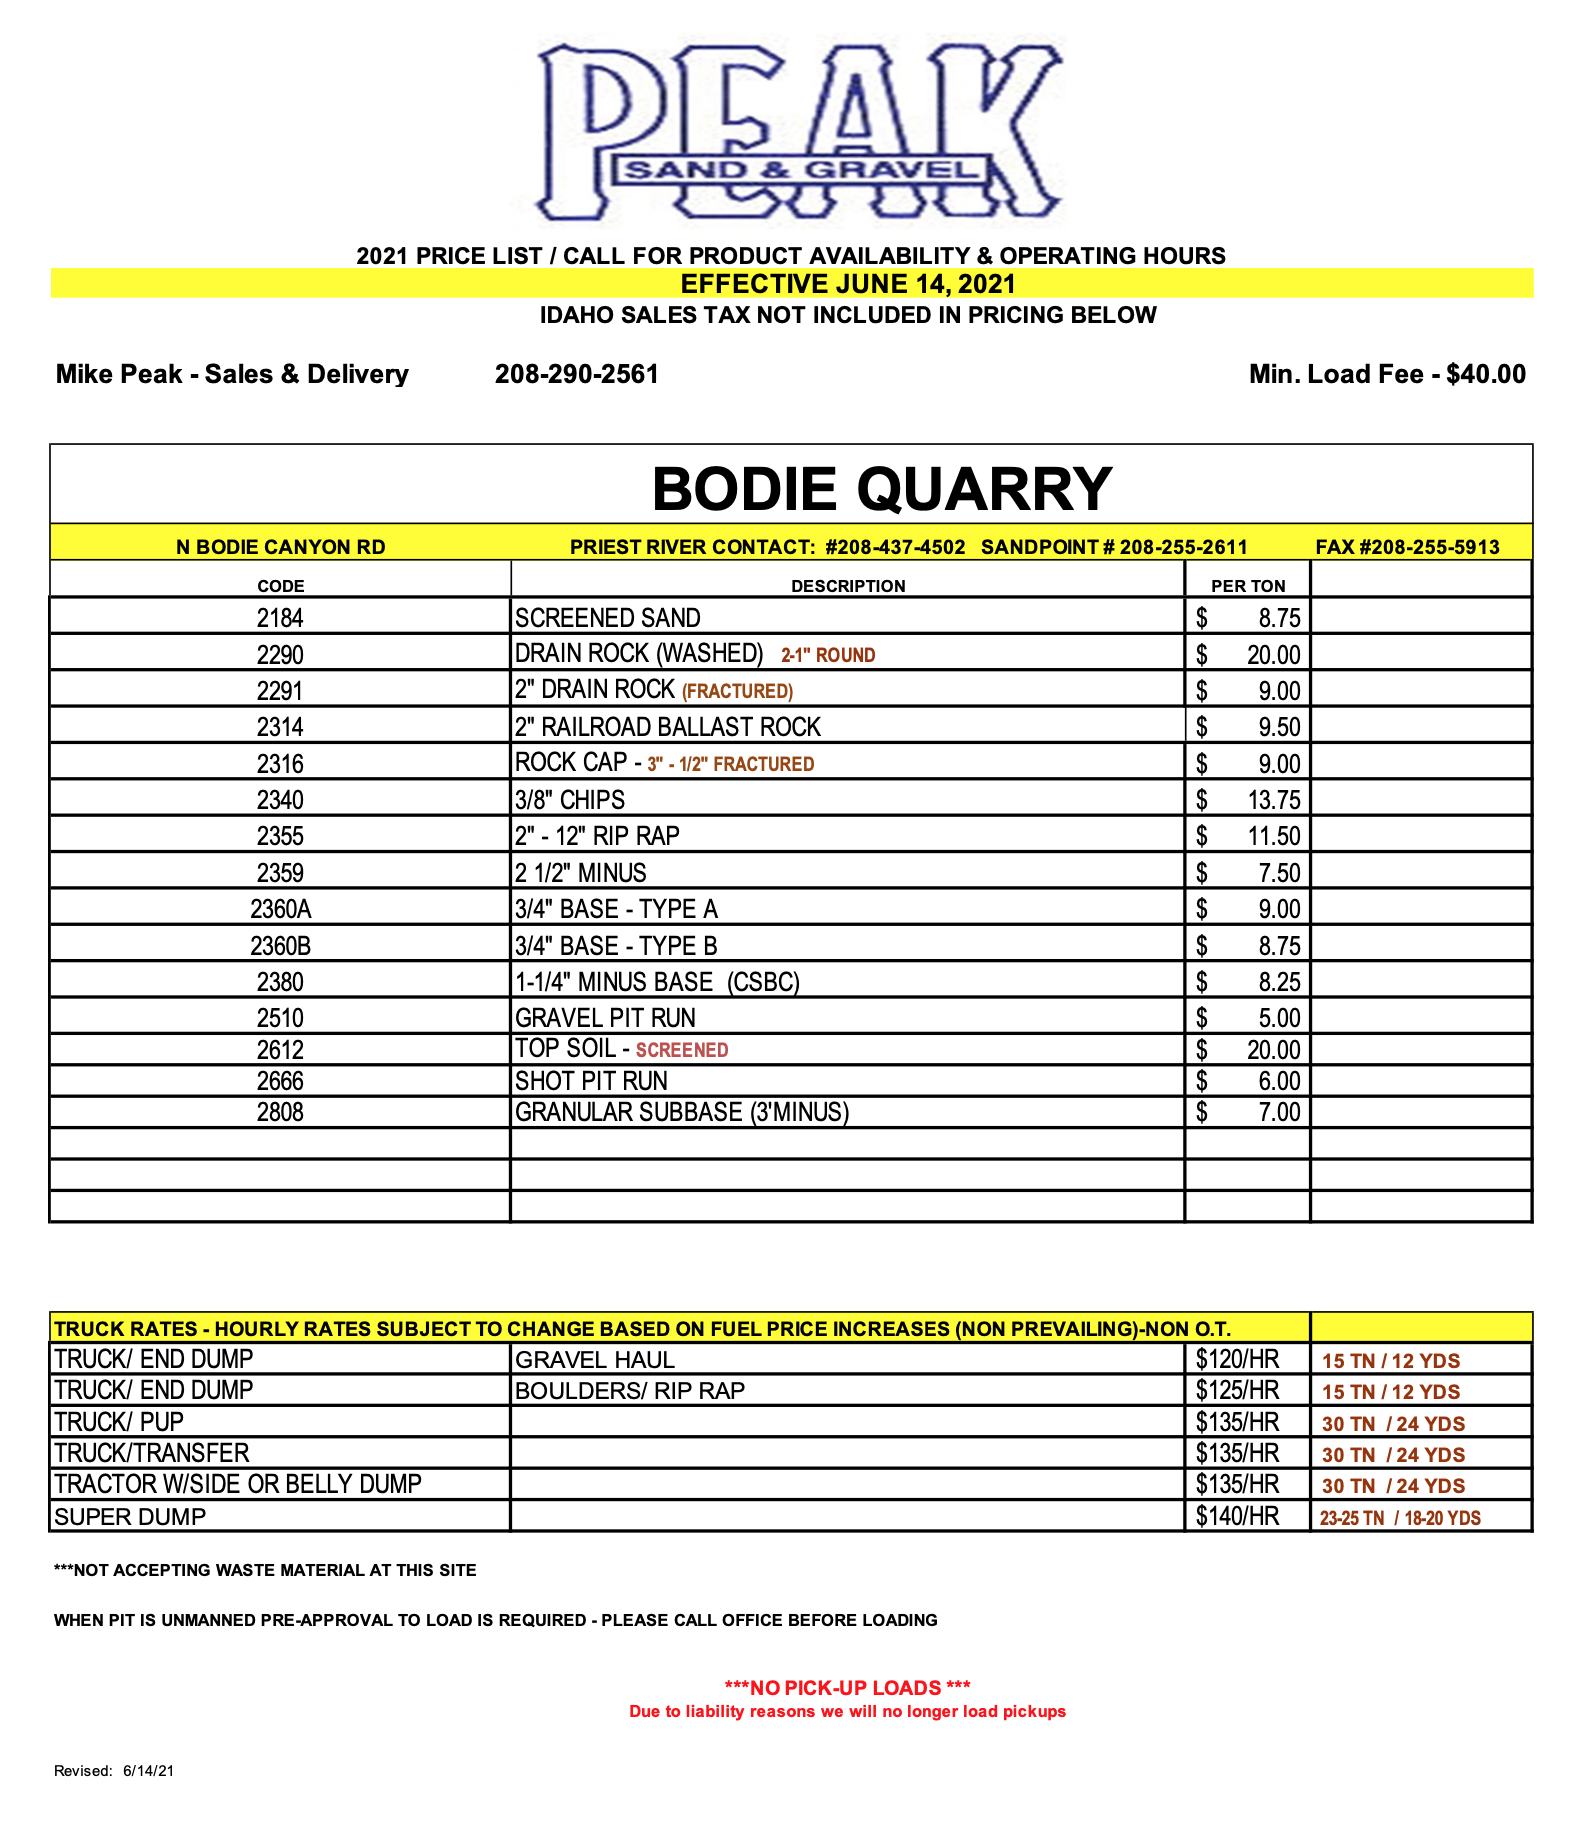 PEAK
SAND & GRAVEL
2021 PRICE LIST / CALL FOR PRODUCT AVAILABILITY & OPERATING HOURS
EFFECTIVE JUNE 14, 2021
IDAHO SALES TAX NOT INCLUDED IN PRICING BELOW
Mike Peak - Sales & Delivery 208-290-2561 Min. Load Fee - $40.00
BODIE QUARRY
N BODIE CANYON RD PRIEST RIVER CONTACT: #208-437-4502 SANDPOINT # 208-255-2611 FAX #208-255-5913
CODE DESCRIPTION PER TON
2184 SCREENED SAND $ 8.75
2290 DRAIN ROCK (WASHED) 2-1" ROUND $ 20.00
2291 2" DRAIN ROCK (FRACTURED) $ 9.00
2314 2" RAILROAD BALLAST ROCK $ 9.50
2316 ROCK CAP - 3" - 1/2" FRACTURED $ 9.00
2340 3/8" CHIPS $ 13.75
2355 2" - 12" RIP RAP $ 11.50
2359 2 1/2" MINUS $ 7.50
2360A 3/4" BASE - TYPE A $ 9.00
2360B 3/4" BASE - TYPE B $ 8.75
2380 1-1/4" MINUS BASE (CSBC) $ 8.25
2510 GRAVEL PIT RUN $ 5.00
2612 TOP SOIL - SCREENED $ 20.00
2666 SHOT PIT RUN $ 6.00
2808 GRANULAR SUBBASE (3'MINUS) $ 7.00
TRUCK RATES - HOURLY RATES SUBJECT TO CHANGE BASED ON FUEL PRICE INCREASES (NON PREVAILING)-NON O.T.
TRUCK/ END DUMP GRAVEL HAUL $120/HR 15 TN / 12 YDS
TRUCK/ END DUMP BOULDERS/ RIP RAP $125/HR 15 TN / 12 YDS
TRUCK/ PUP $135/HR 30 TN / 24 YDS
TRUCK/TRANSFER $135/HR 30 TN / 24 YDS
TRACTOR W/SIDE OR BELLY DUMP $135/HR 30 TN / 24 YDS
SUPER DUMP $140/HR 23-25 TN / 18-20 YDS
***NOT ACCEPTING WASTE MATERIAL AT THIS SITE
WHEN PIT IS UNMANNED PRE-APPROVAL TO LOAD IS REQUIRED - PLEASE CALL OFFICE BEFORE LOADING
***NO PICK-UP LOADS ***
Due to liability reasons we will no longer load pickups
Revised: 6/14/21